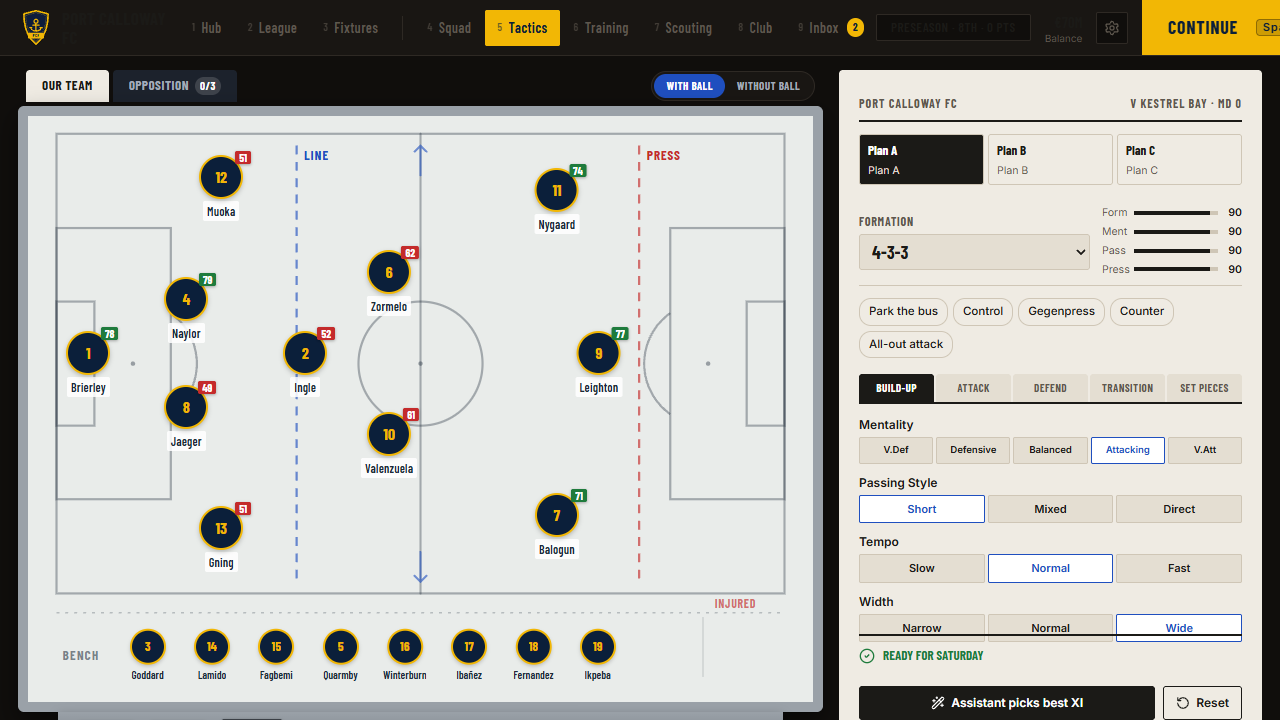 PORT CALLOWAY FC
1 Hub
2 League
3 Fixtures
4 Squad
5 Tactics
6 Training
7 Scouting
8 Club
9 Inbox 2
PRESEASON · 8TH · 0 PTS
Balance
CONTINUE
OUR TEAM
OPPOSITION 0/3
WITH BALL
WITHOUT BALL
LINE
PRESS
12 51
Muoka
11 74
Nygaard
6 62
Zormelo
4 70
Naylor
1 78
Brierley
2 52
Ingle
9 77
Leighton
8 40
Jaeger
10 61
Valenzuela
13 51
Gning
7 71
Balogun
INJURED
BENCH
3 Goddard
14 Lamido
15 Fagbemi
5 Quarmby
16 Winterburn
17 Ibañez
18 Fernandez
19 Ikpeba
PORT CALLOWAY FC
V KESTREL BAY · MD 0
Plan A
Plan A
Plan B
Plan B
Plan C
Plan C
FORMATION
4-3-3
Form 90
Ment 90
Pass 90
Press 90
Park the bus
Control
Gegenpress
Counter
All-out attack
BUILD-UP
ATTACK
DEFEND
TRANSITION
SET PIECES
Mentality
V.Def
Defensive
Balanced
Attacking
V.Att
Passing Style
Short
Mixed
Direct
Tempo
Slow
Normal
Fast
Width
Narrow
Normal
Wide
READY FOR SATURDAY
Assistant picks best XI
Reset